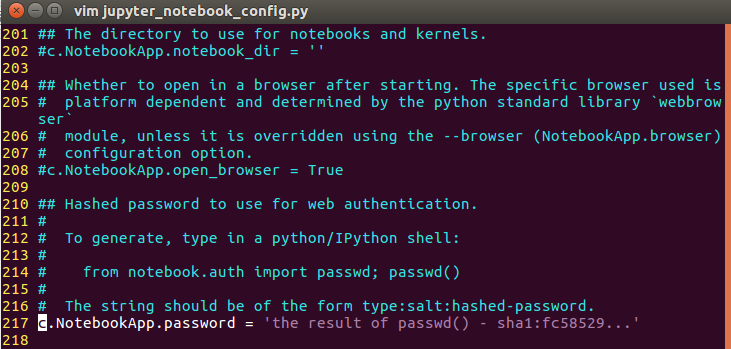 vim jupyter_notebook_config.py
201 ## The directory to use for notebooks and kernels.
202 #c.NotebookApp.notebook_dir = ''
203
204 ## Whether to open in a browser after starting. The specific browser used is
205 #  platform dependent and determined by the python standard library `webbrow
ser`
206 #  module, unless it is overridden using the --browser (NotebookApp.browser)
207 #  configuration option.
208 #c.NotebookApp.open_browser = True
209
210 ## Hashed password to use for web authentication.
211 #
212 #  To generate, type in a python/IPython shell:
213 #
214 #    from notebook.auth import passwd; passwd()
215 #
216 #  The string should be of the form type:salt:hashed-password.
217 c.NotebookApp.password = 'the result of passwd() - sha1:fc58529...'
218